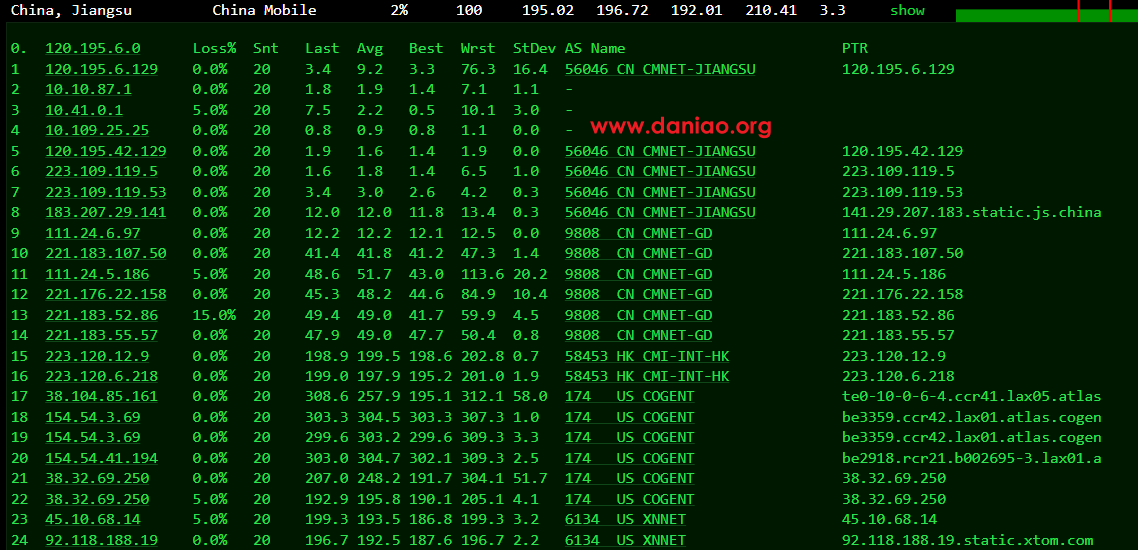 China, Jiangsu China Mobile 2% 100 195.02 196.72 192.01 210.41 3.3 show
0. 120.195.6.0 Loss% Snt Last Avg Best Wrst StDev AS Name PTR
1 120.195.6.129 0.0% 20 3.4 9.2 3.3 76.3 16.4 56046 CN CMNET-JIANGSU 120.195.6.129
2 10.10.87.1 0.0% 20 1.8 1.9 1.4 7.1 1.1 -
3 10.41.0.1 5.0% 20 7.5 2.2 0.5 10.1 3.0 -
4 10.109.25.25 0.0% 20 0.8 0.9 0.8 1.1 0.0 -
www.daniao.org
5 120.195.42.129 0.0% 20 1.9 1.6 1.4 1.9 0.0 56046 CN CMNET-JIANGSU 120.195.42.129
6 223.109.119.5 0.0% 20 1.6 1.8 1.4 6.5 1.0 56046 CN CMNET-JIANGSU 223.109.119.5
7 223.109.119.53 0.0% 20 3.4 3.0 2.6 4.2 0.3 56046 CN CMNET-JIANGSU 223.109.119.53
8 183.207.29.141 0.0% 20 12.0 12.0 11.8 13.4 0.3 56046 CN CMNET-JIANGSU 141.29.207.183.static.js.china
9 111.24.6.97 0.0% 20 12.2 12.2 12.1 12.5 0.0 9808 CN CMNET-GD 111.24.6.97
10 221.183.107.50 0.0% 20 41.4 41.8 41.2 47.3 1.4 9808 CN CMNET-GD 221.183.107.50
11 111.24.5.186 5.0% 20 48.6 51.7 43.0 113.6 20.2 9808 CN CMNET-GD 111.24.5.186
12 221.176.22.158 0.0% 20 45.3 48.2 44.6 84.9 10.4 9808 CN CMNET-GD 221.176.22.158
13 221.183.52.86 15.0% 20 49.4 49.0 41.7 59.9 4.5 9808 CN CMNET-GD 221.183.52.86
14 221.183.55.57 0.0% 20 47.9 49.0 47.7 50.4 0.8 9808 CN CMNET-GD 221.183.55.57
15 223.120.12.9 0.0% 20 198.9 199.5 198.6 202.8 0.7 58453 HK CMI-INT-HK 223.120.12.9
16 223.120.6.218 0.0% 20 199.0 197.9 195.2 201.0 1.9 58453 HK CMI-INT-HK 223.120.6.218
17 38.104.85.161 0.0% 20 308.6 257.9 195.1 312.1 58.0 174 US COGENT te0-10-0-6-4.ccr41.lax05.atlas
18 154.54.3.69 0.0% 20 303.3 304.5 303.3 307.3 1.0 174 US COGENT be3359.ccr42.lax01.atlas.cogen
19 154.54.3.69 0.0% 20 299.6 303.2 299.6 309.3 3.3 174 US COGENT be3359.ccr42.lax01.atlas.cogen
20 154.54.41.194 0.0% 20 303.0 304.7 302.1 309.3 2.5 174 US COGENT be2918.rcr21.b002695-3.lax01.a
21 38.32.69.250 0.0% 20 207.0 248.2 191.7 304.1 51.7 174 US COGENT 38.32.69.250
22 38.32.69.250 5.0% 20 192.9 195.8 190.1 205.1 4.1 174 US COGENT 38.32.69.250
23 45.10.68.14 5.0% 20 199.3 193.5 186.8 199.3 3.2 6134 US XNNET 45.10.68.14
24 92.118.188.19 0.0% 20 196.7 192.5 187.6 196.7 2.2 6134 US XNNET 92.118.188.19.static.xtom.com